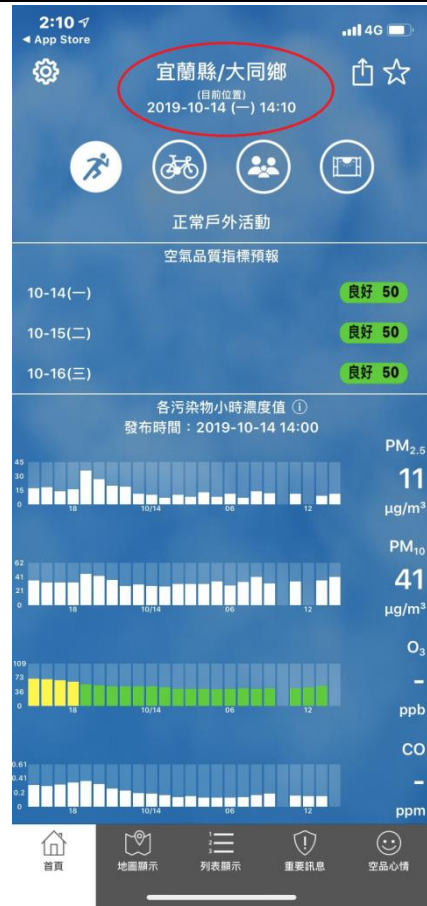 2:10
4G
◀ App Store
宜蘭縣/大同鄉
(目前位置)
2019-10-14 (一) 14:10
正常戶外活動
空氣品質指標預報
10-14(一)
良好 50
10-15(二)
良好 50
10-16(三)
良好 50
各污染物小時濃度值 ⓘ
發布時間：2019-10-14 14:00
PM2.5
45
30
15
0
18
10/14
06
12
11
μg/m³
PM10
62
41
21
0
18
10/14
06
12
41
μg/m³
O3
109
73
36
0
18
10/14
06
12
–
ppb
CO
0.61
0.41
0.2
0
18
10/14
06
12
–
ppm
首頁
地圖顯示
列表顯示
重要訊息
空品心情